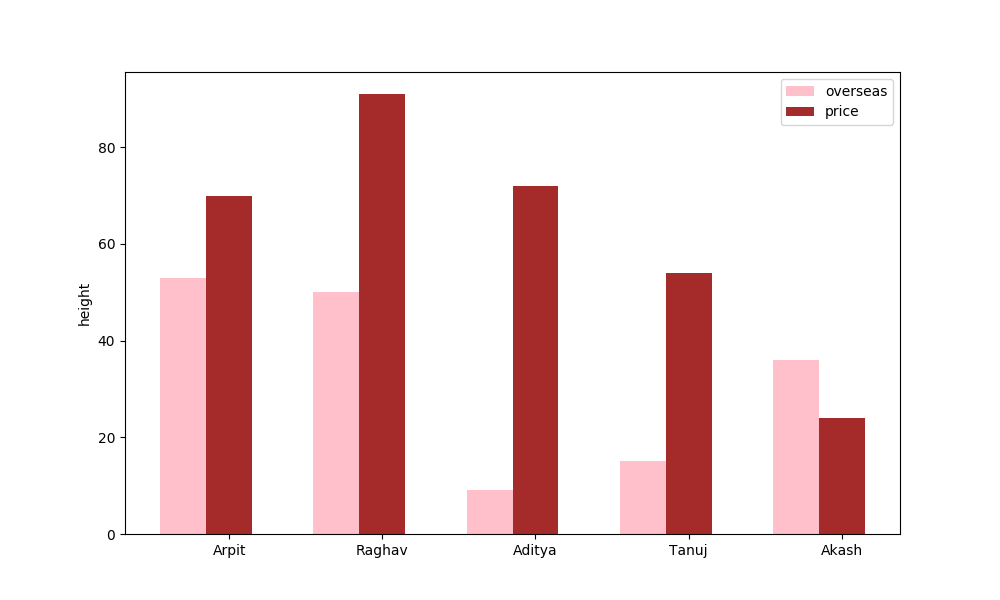 overseas
price
80
60
40
20
0
height
Arpit
Raghav
Aditya
Tanuj
Akash